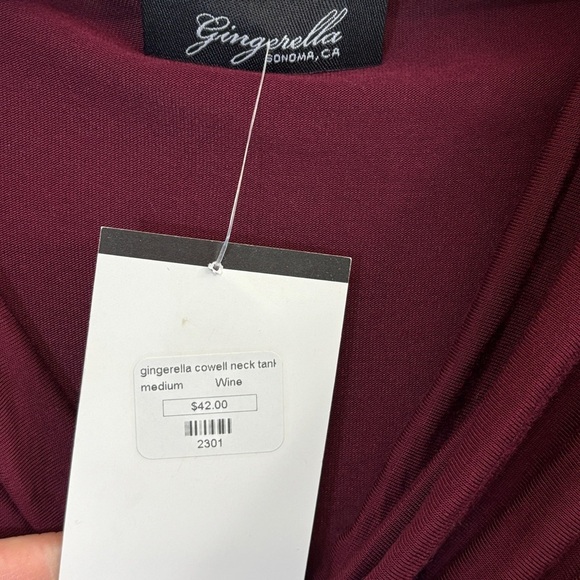 Gingerella
SONOMA, CA
gingerella cowell neck tank
medium Wine
$42.00
2301